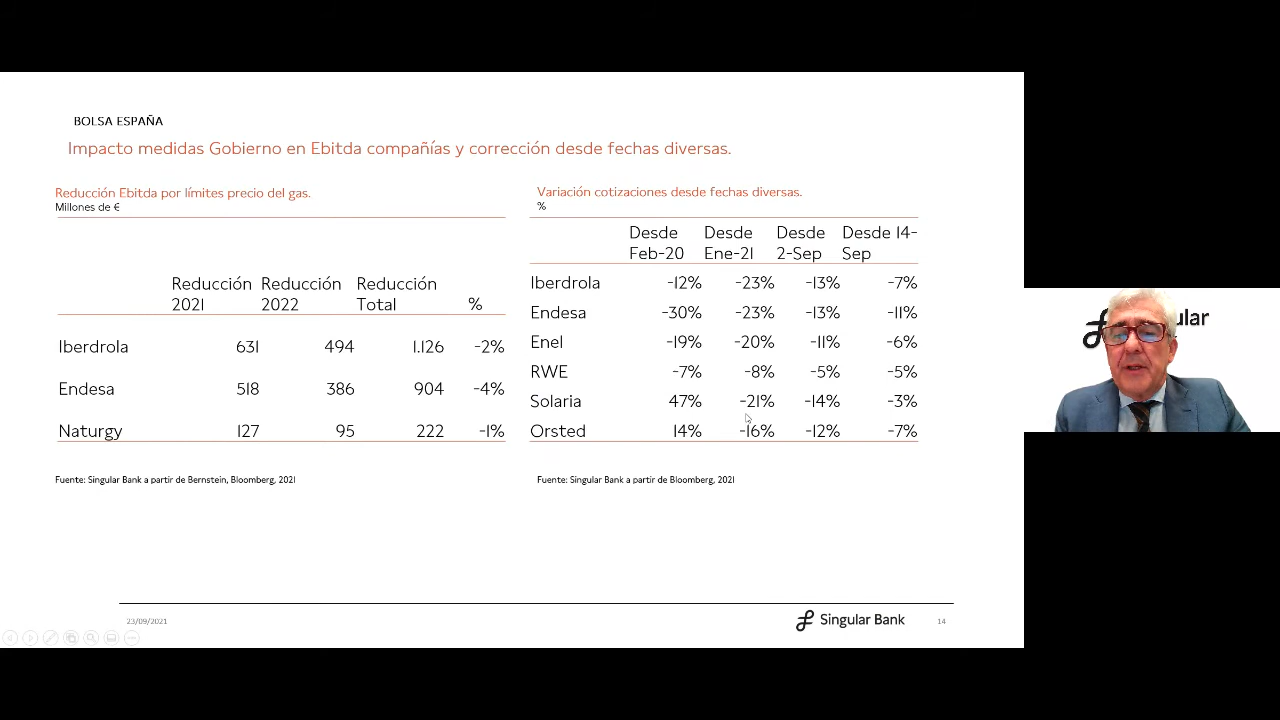 BOLSA ESPAÑA
Impacto medidas Gobierno en Ebitda compañías y corrección desde fechas diversas.
Reducción Ebitda por límites precio del gas.
Millones de €
Reducción 2021 Reducción 2022 Reducción Total %
Iberdrola 631 494 1.126 -2%
Endesa 518 386 904 -4%
Naturgy 127 95 222 -1%
Fuente: Singular Bank a partir de Bernstein, Bloomberg, 2021
Variación cotizaciones desde fechas diversas.
%
Desde Feb-20 Desde Ene-21 Desde 2-Sep Desde 14-Sep
Iberdrola -12% -23% -13% -7%
Endesa -30% -23% -13% -11%
Enel -19% -20% -11% -6%
RWE -7% -8% -5% -5%
Solaria 47% -21% -14% -3%
Orsted 14% -16% -12% -7%
Fuente: Singular Bank a partir de Bloomberg, 2021
23/09/2021
Singular Bank
14
ular